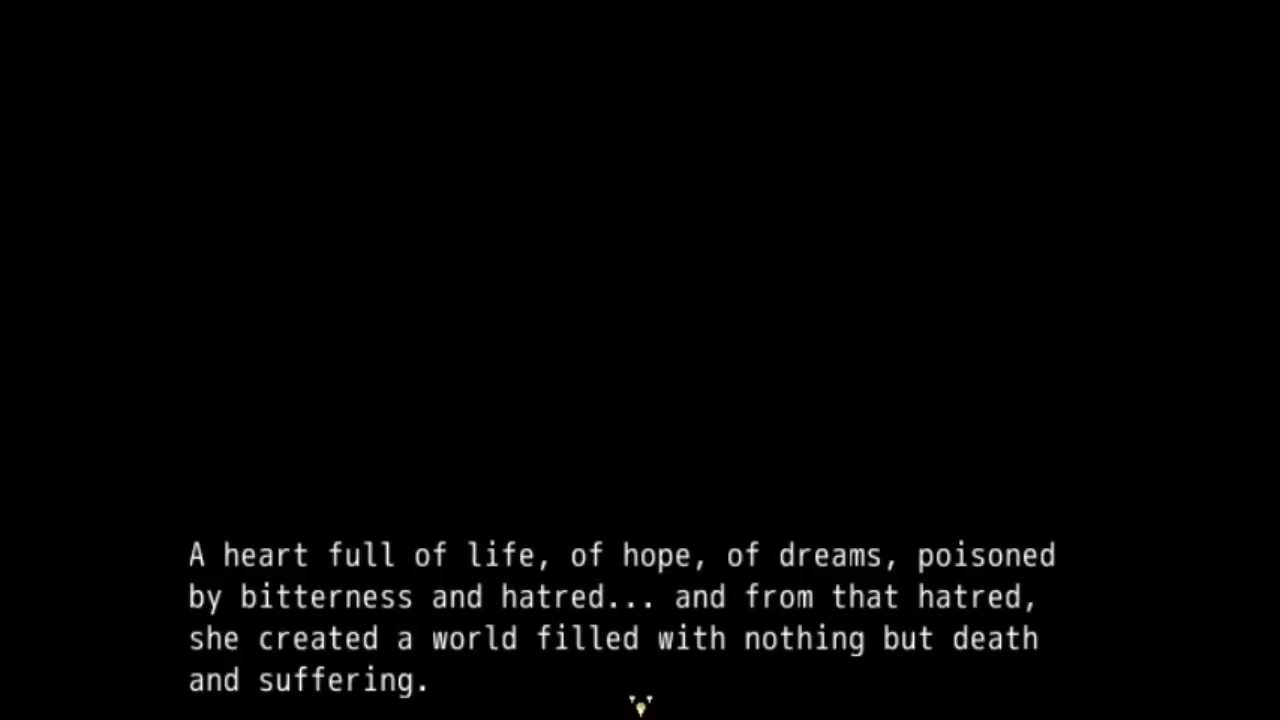 A heart full of life, of hope, of dreams, poisoned
by bitterness and hatred... and from that hatred,
she created a world filled with nothing but death
and suffering.